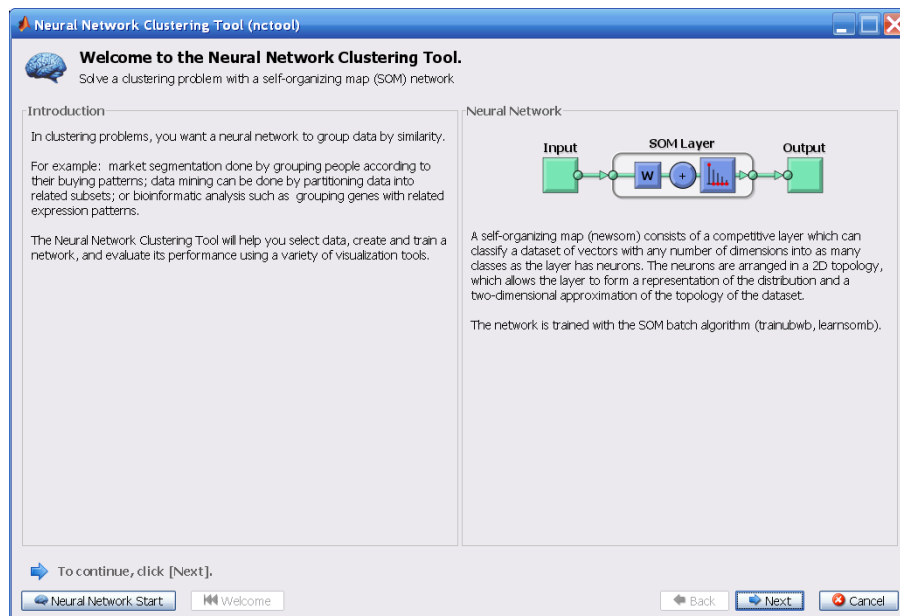 Neural Network Clustering Tool (nctool)
Welcome to the Neural Network Clustering Tool.
Solve a clustering problem with a self-organizing map (SOM) network
Introduction
In clustering problems, you want a neural network to group data by similarity.
For example: market segmentation done by grouping people according to
their buying patterns; data mining can be done by partitioning data into
related subsets; or bioinformatic analysis such as grouping genes with related
expression patterns.
The Neural Network Clustering Tool will help you select data, create and train a
network, and evaluate its performance using a variety of visualization tools.
Neural Network
Input SOM Layer Output
W +
A self-organizing map (newsom) consists of a competitive layer which can
classify a dataset of vectors with any number of dimensions into as many
classes as the layer has neurons. The neurons are arranged in a 2D topology,
which allows the layer to form a representation of the distribution and a
two-dimensional approximation of the topology of the dataset.
The network is trained with the SOM batch algorithm (trainubwb, learnsomb).
To continue, click [Next].
Neural Network Start Welcome Back Next Cancel